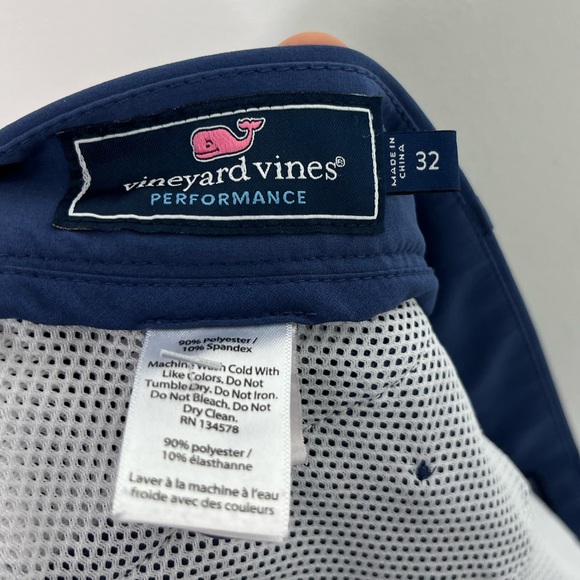 vineyard vines®
PERFORMANCE
MADE IN
CHINA
32
90% Polyester /
10% Spandex
Machine Wash Cold With
Like Colors, Do Not
Tumble Dry, Do Not Iron.
Do Not Bleach, Do Not
Dry Clean.
RN 134578
90% polyester /
10% élasthanne
Laver à la machine à l'eau
froide avec des couleurs